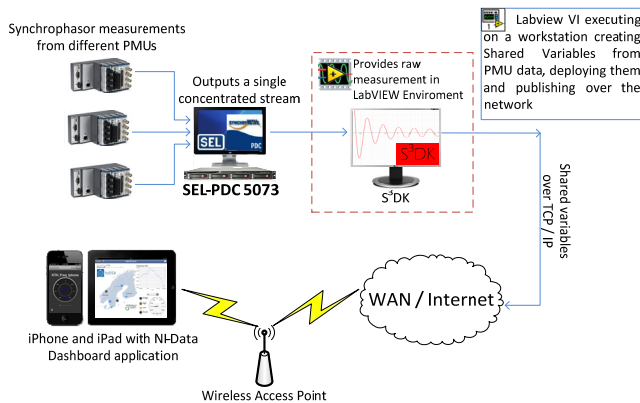 Synchrophasor measurements
from different PMUs
Outputs a single
concentrated stream
SEL
PDC
SEL-PDC 5073
Provides raw
measurement in
LabVIEW Enviroment
S³DK
S³DK
1
Labview VI executing
on a workstation creating
Shared Variables from
PMU data, deploying them
and publishing over the
network
Shared variables
over TCP / IP
WAN / Internet
Wireless Access Point
iPhone and iPad with NI-Data
Dashboard application